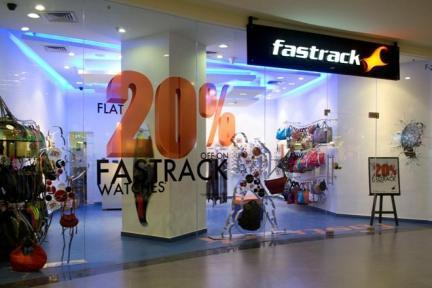 fastrack
FLAT 20%
OFF ON
FASTRACK
WATCHES
20%